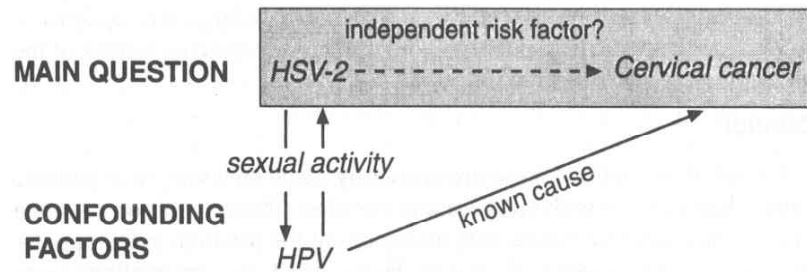 independent risk factor?
MAIN QUESTION HSV-2 Cervical cancer
sexual activity
known cause
CONFOUNDING
FACTORS
HPV